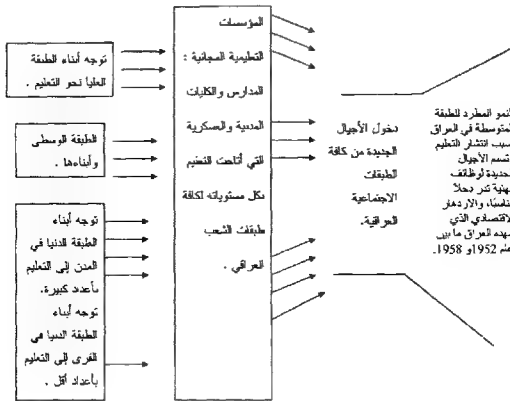 توجه أبناء الطبقة
العليا نحو التعليم .
الطبقة الوسطى
وأبناءها .
توجه أبناء
الطبقة الدنيا في
المدن إلى التعليم
بأعداد كبيرة.
توجه أبناء
الطبقة الدنيا في
القرى إلى التعليم
بأعداد أقل .
المؤسسات
التعليمية المجانية :
المدارس والكليات
المدنية والعسكرية
التي أتاحت التعليم
بكل مستوياته لكافة
طبقات الشعب
العراقي .
دخول الأجيال
الجديدة من كافة
الطبقات
الاجتماعية
العراقية.
النمو المطرد للطبقة
المتوسطة في العراق
بسبب انتشار التعليم
الأجيال
الجديدة لوظائف
مهنية تدر دخلاً
مناسبًا، والازدهار
الاقتصادي الذي
شهده العراق ما بين
عام 1952و 1958.